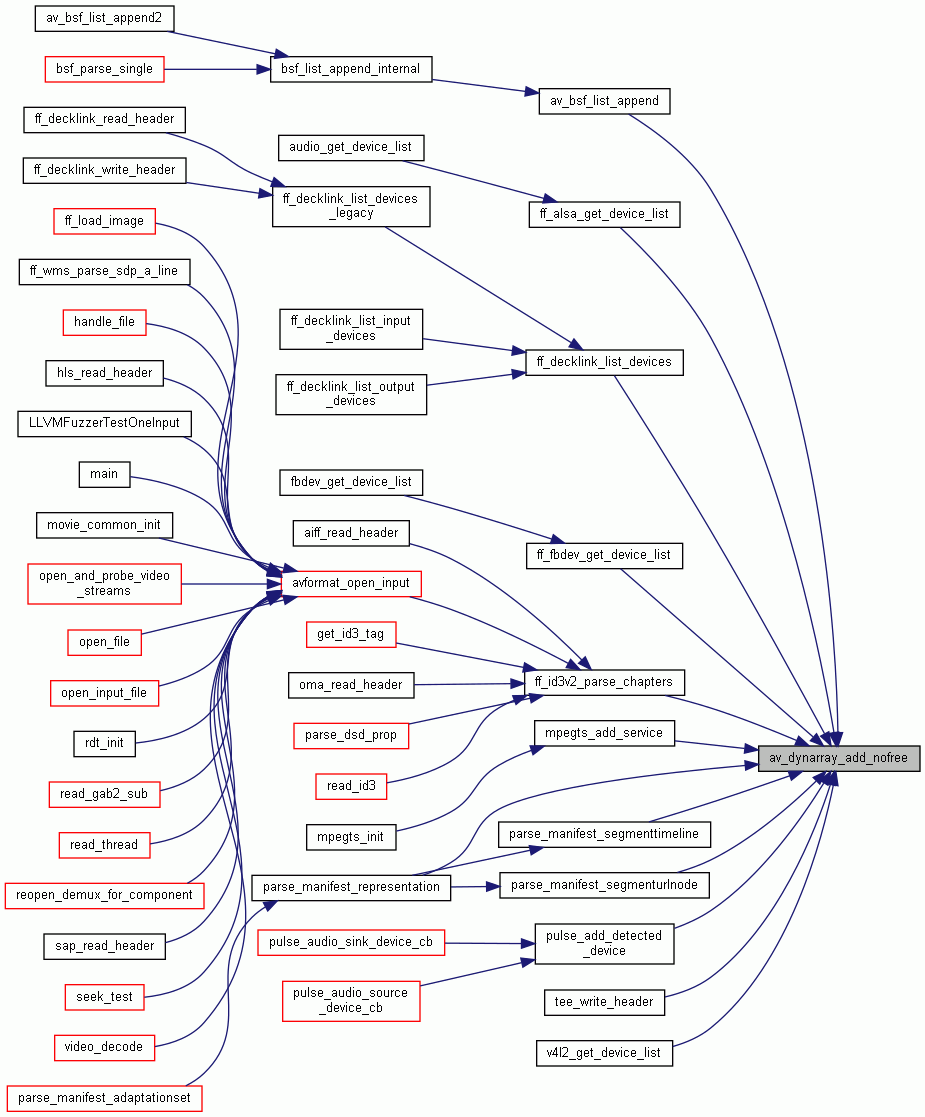 av_bsf_list_append2
bsf_parse_single
bsf_list_append_internal
av_bsf_list_append
ff_decklink_read_header
audio_get_device_list
ff_decklink_write_header
ff_decklink_list_devices
_legacy
ff_alsa_get_device_list
ff_load_image
ff_wms_parse_sdp_a_line
handle_file
ff_decklink_list_input
_devices
hls_read_header
ff_decklink_list_devices
ff_decklink_list_output
_devices
LLVMFuzzerTestOneInput
main
fbdev_get_device_list
movie_common_init
aiff_read_header
ff_fbdev_get_device_list
open_and_probe_video
_streams
avformat_open_input
open_file
get_id3_tag
open_input_file
oma_read_header
ff_id3v2_parse_chapters
rdt_init
parse_dsd_prop
mpegts_add_service
av_dynarray_add_nofree
read_gab2_sub
read_id3
read_thread
mpegts_init
parse_manifest_segmenttimeline
reopen_demux_for_component
parse_manifest_representation
parse_manifest_segmenturlnode
sap_read_header
pulse_audio_sink_device_cb
pulse_add_detected
_device
seek_test
pulse_audio_source
_device_cb
tee_write_header
video_decode
v4l2_get_device_list
parse_manifest_adaptationset